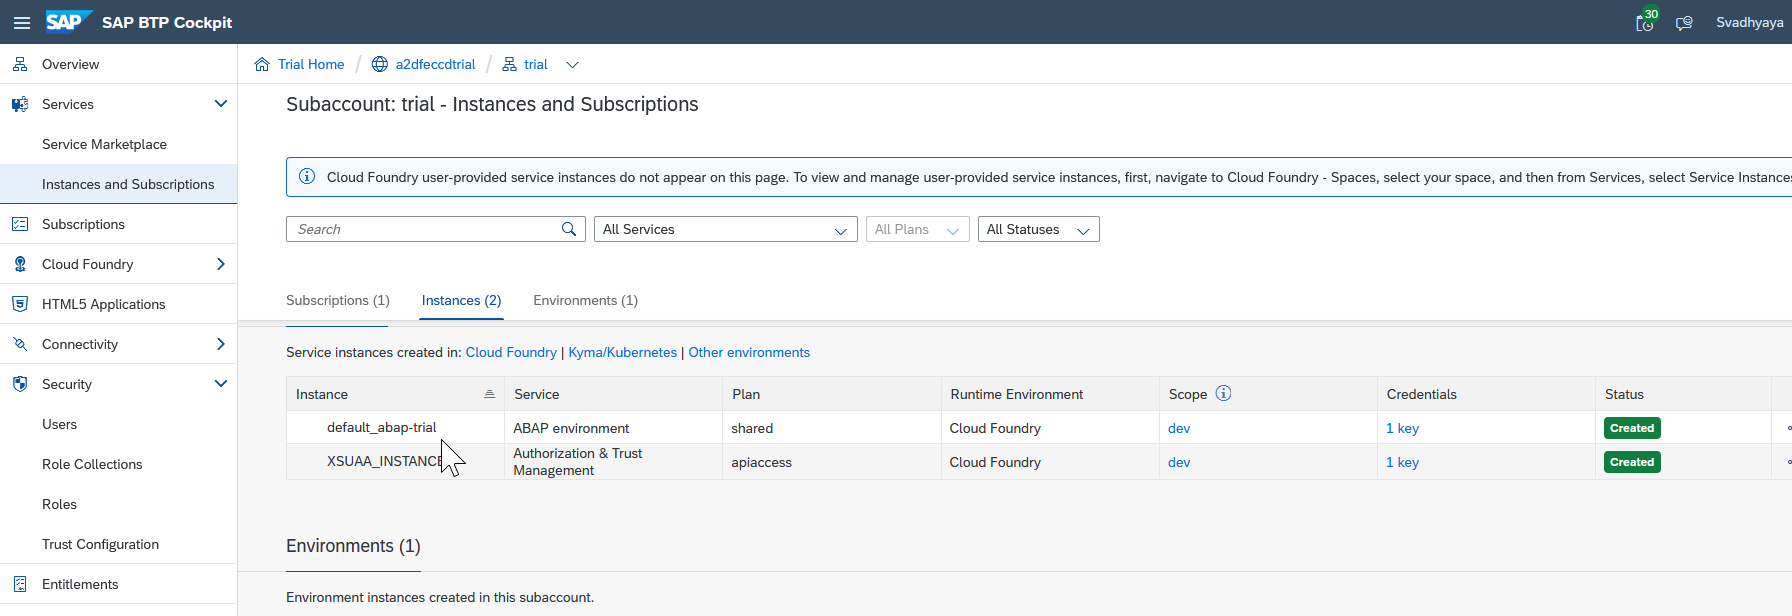 SAP SAP BTP Cockpit
30
Svadhyaya
Overview
Services
Service Marketplace
Instances and Subscriptions
Subscriptions
Cloud Foundry
HTML5 Applications
Connectivity
Security
Users
Role Collections
Roles
Trust Configuration
Entitlements
Trial Home / a2dfeccdtrial / trial
Subaccount: trial - Instances and Subscriptions
Cloud Foundry user-provided service instances do not appear on this page. To view and manage user-provided service instances, first, navigate to Cloud Foundry - Spaces, select your space, and then from Services, select Service Instances
Search All Services All Plans All Statuses
Subscriptions (1) Instances (2) Environments (1)
Service instances created in: Cloud Foundry | Kyma/Kubernetes | Other environments
Instance Service Plan Runtime Environment Scope Credentials Status
default_abap-trial ABAP environment shared Cloud Foundry dev 1 key Created
XSUAA_INSTANCE Authorization & Trust Management apiaccess Cloud Foundry dev 1 key Created
Environments (1)
Environment instances created in this subaccount.